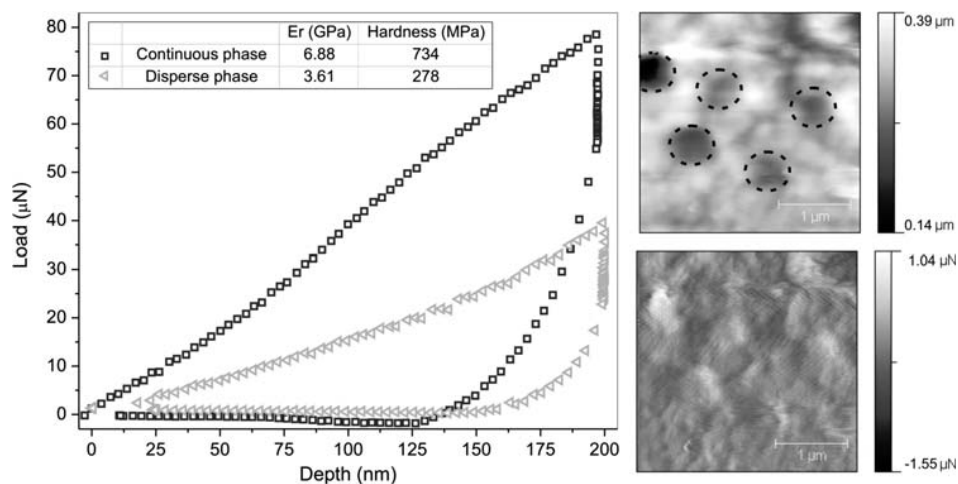 Er (GPa) Hardness (MPa)
Continuous phase 6.88 734
Disperse phase 3.61 278
80
70
60
50
40
30
20
10
0
Load (μN)
0 25 50 75 100 125 150 175 200
Depth (nm)
1 μm
0.39 μm
0.14 μm
1 μm
1.04 μN
-1.55 μN